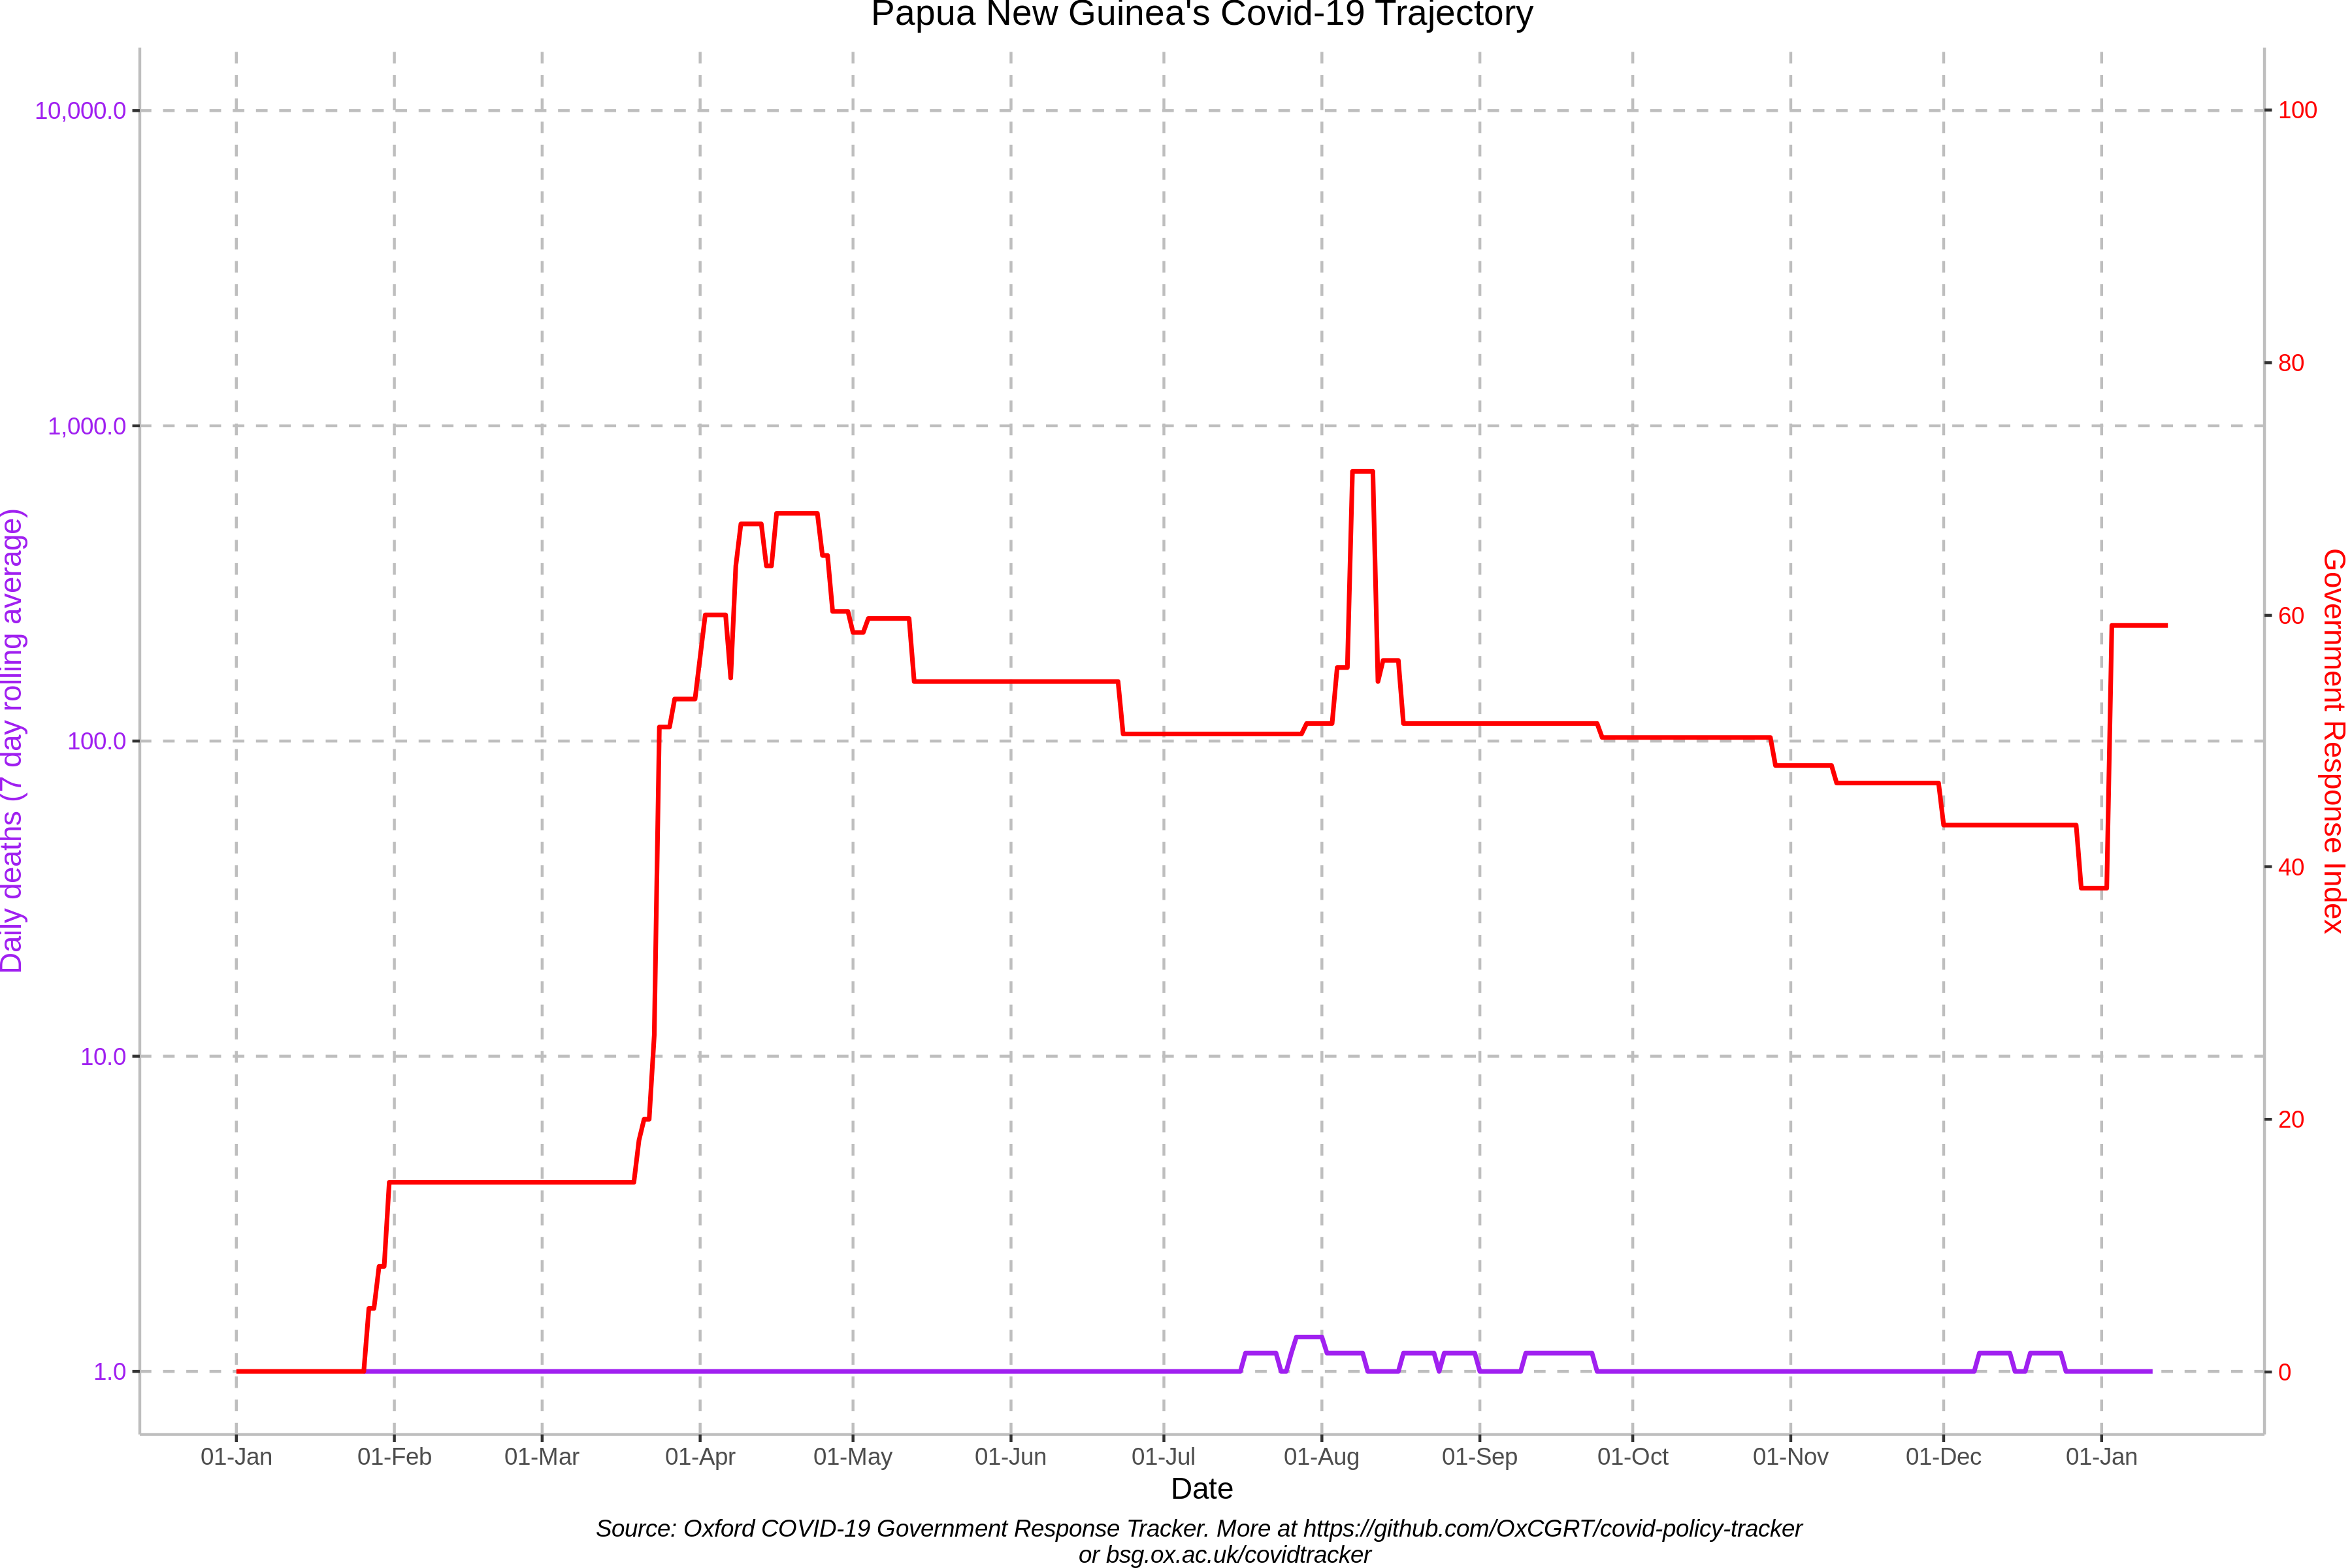 Papua New Guinea's Covid-19 Trajectory
10,000.0
1,000.0
100.0
10.0
1.0
Daily deaths (7 day rolling average)
100
80
60
40
20
0
Government Response Index
01-Jan 01-Feb 01-Mar 01-Apr 01-May 01-Jun 01-Jul 01-Aug 01-Sep 01-Oct 01-Nov 01-Dec 01-Jan
Date
Source: Oxford COVID-19 Government Response Tracker. More at https://github.com/OxCGRT/covid-policy-tracker
or bsg.ox.ac.uk/covidtracker